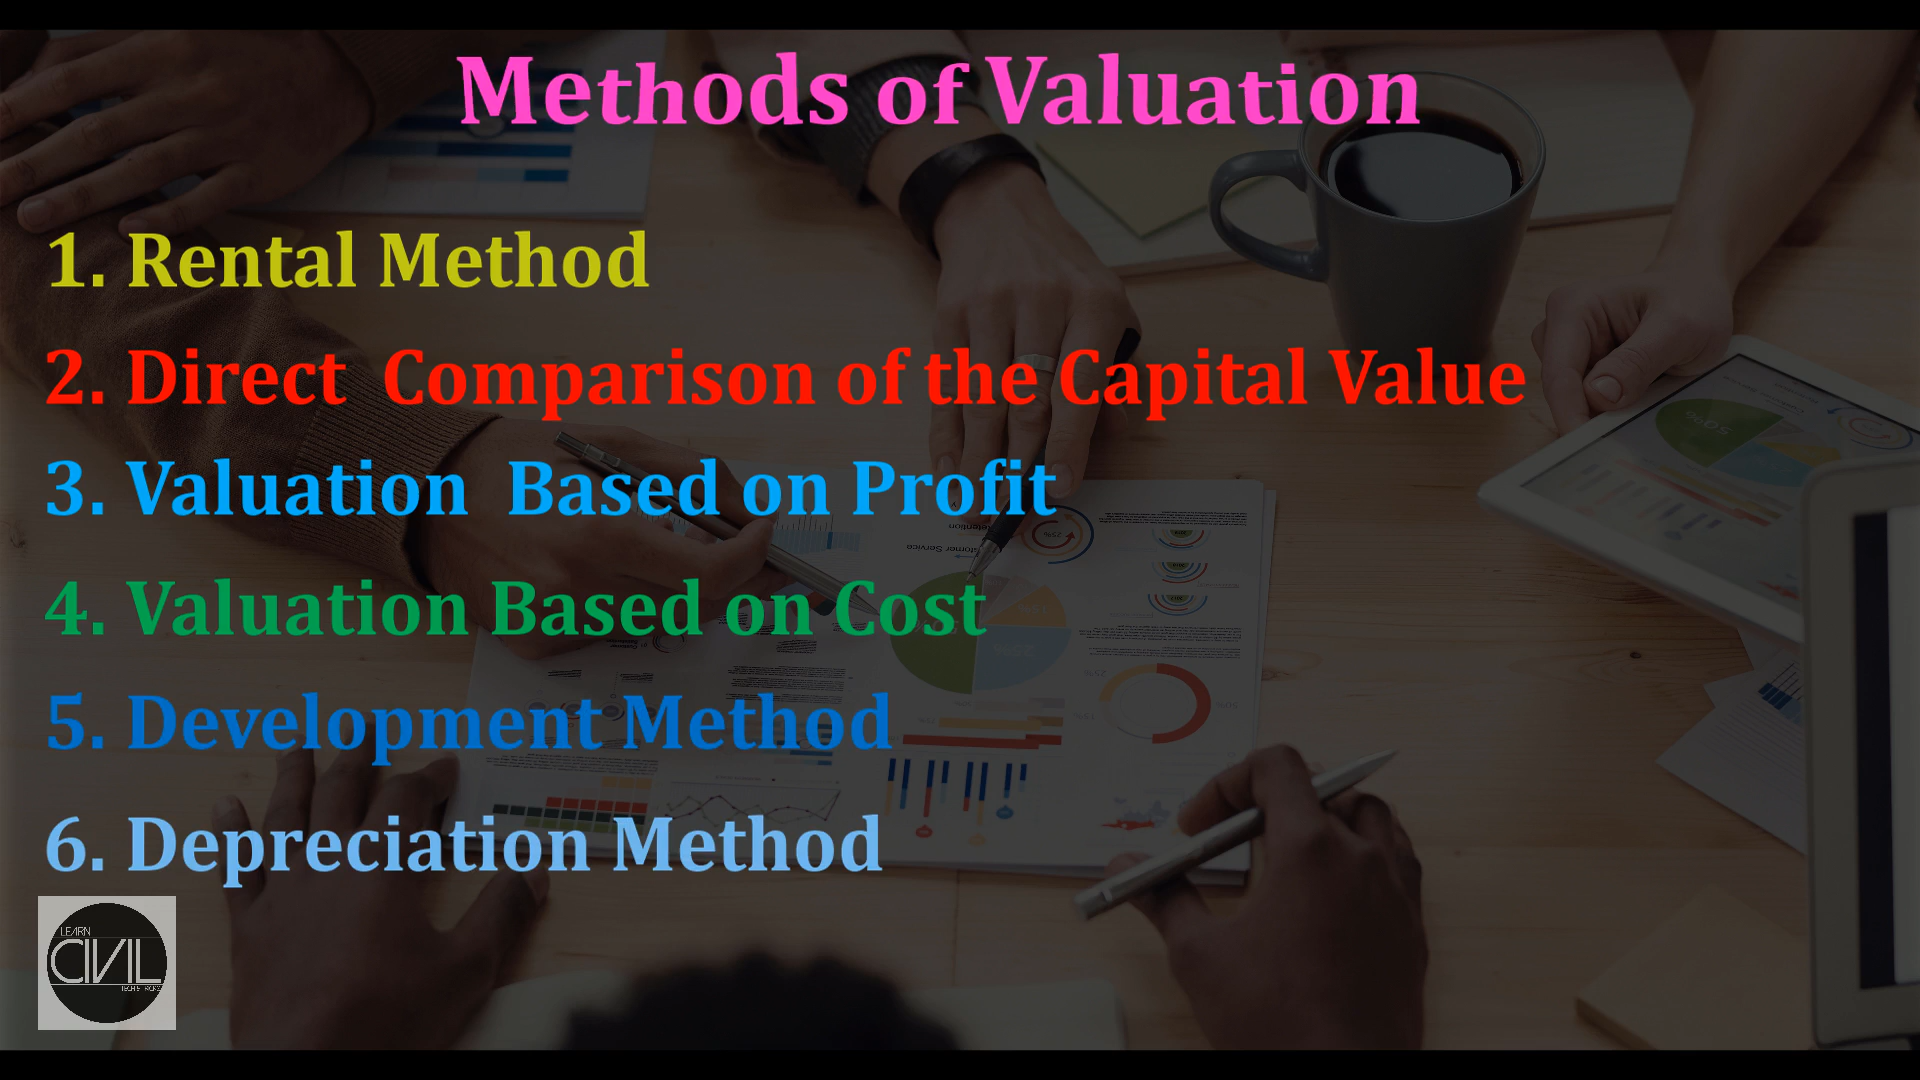 Methods of Valuation
1. Rental Method
2. Direct Comparison of the Capital Value
3. Valuation Based on Profit
4. Valuation Based on Cost
5. Development Method
6. Depreciation Method
LEARN
CIVIL